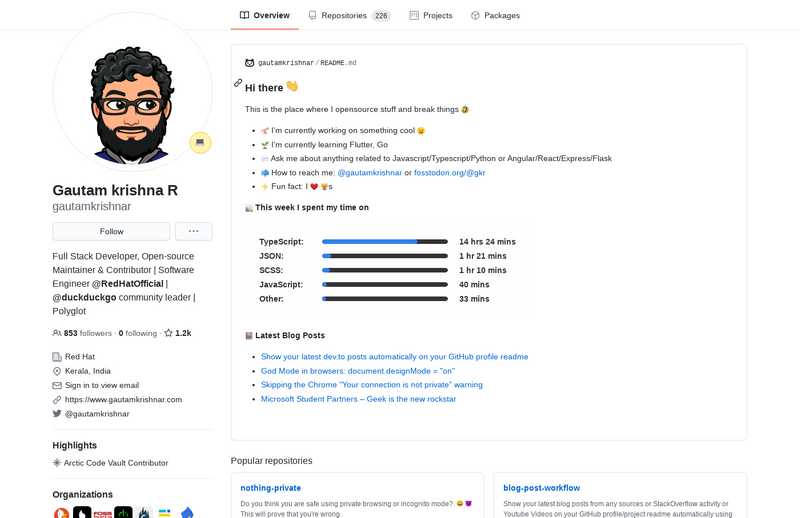 Overview
Repositories 226
Projects
Packages
Gautam krishna R
gautamkrishnar
Follow
...
Full Stack Developer, Open-source
Maintainer & Contributor | Software
Engineer @RedHatOfficial |
@duckduckgo community leader |
Polyglot
853 followers · 0 following · 1.2k
Red Hat
Kerala, India
Sign in to view email
https://www.gautamkrishnar.com
@gautamkrishnar
Highlights
Arctic Code Vault Contributor
Organizations
FOSS
gautamkrishnar/README.md
Hi there 👋
This is the place where I opensource stuff and break things 🤣
I'm currently working on something cool 😉
🌱 I'm currently learning Flutter, Go
💬 Ask me about anything related to Javascript/Typescript/Python or Angular/React/Express/Flask
📫 How to reach me: @gautamkrishnar or fosstodon.org/@gkr
⚡ Fun fact: I ❤️ s
📊 This week I spent my time on
TypeScript: 14 hrs 24 mins
JSON: 1 hr 21 mins
SCSS: 1 hr 10 mins
JavaScript: 40 mins
Other: 33 mins
Latest Blog Posts
Show your latest dev.to posts automatically on your GitHub profile readme
God Mode in browsers: document.designMode = "on"
Skipping the Chrome "Your connection is not private" warning
Microsoft Student Partners – Geek is the new rockstar
Popular repositories
nothing-private
Do you think you are safe using private browsing or incognito mode?. 😄 👿
This will prove that you're wrong.
blog-post-workflow
Show your latest blog posts from any sources or StackOverflow activity or
Youtube Videos on your GitHub profile/project readme automatically using